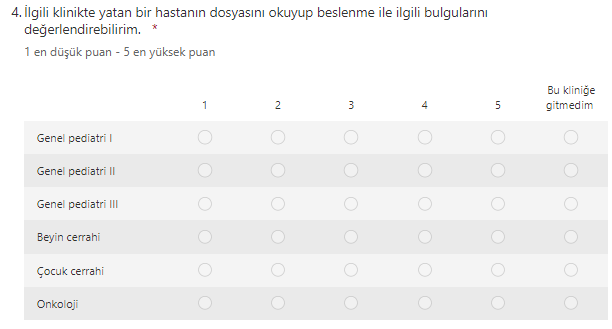 4. İlgili klinikte yatan bir hastanın dosyasını okuyup beslenme ile ilgili bulgularını
değerlendirebilirim. *
1 en düşük puan - 5 en yüksek puan
1 2 3 4 5 Bu kliniğe
gitmedim
Genel pediatri I
Genel pediatri II
Genel pediatri III
Beyin cerrahi
Çocuk cerrahi
Onkoloji